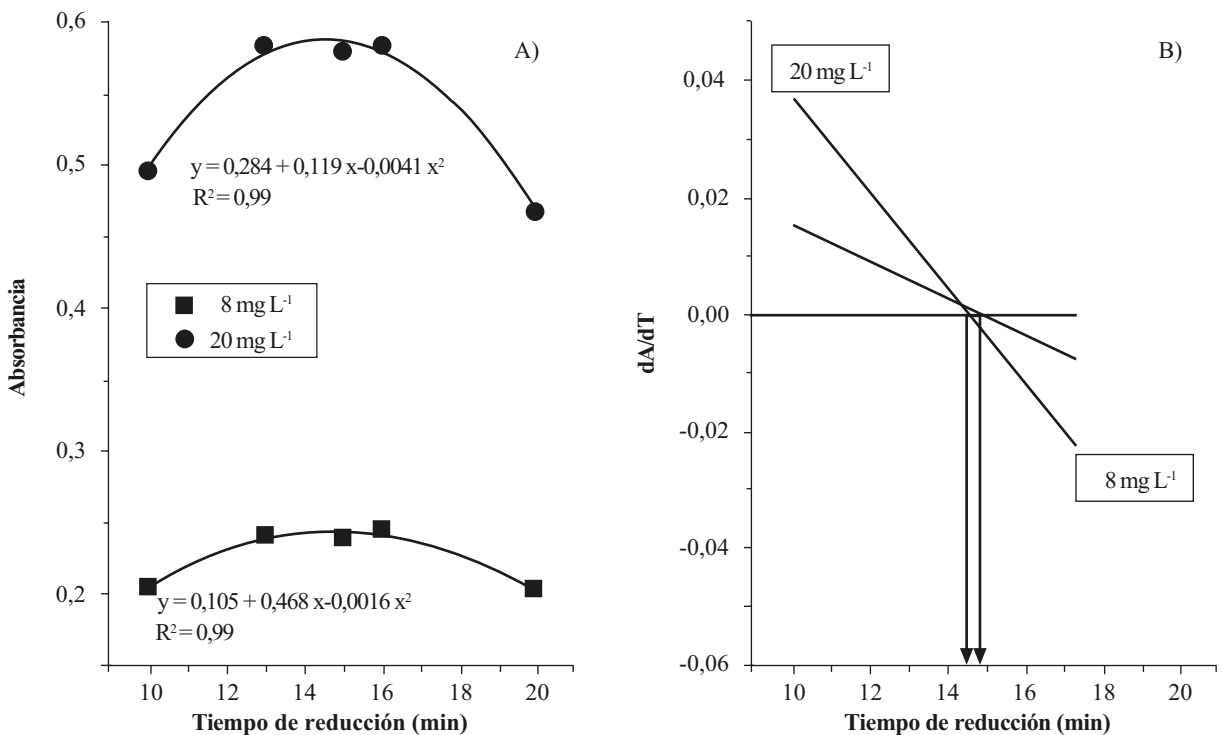 A)
0,6
0,5
0,4
0,3
0,2
Absorbancia
y = 0,284 + 0,119 x-0,0041 x²
R² = 0,99
8 mg L⁻¹
20 mg L⁻¹
y = 0,105 + 0,468 x-0,0016 x²
R² = 0,99
10 12 14 16 18 20
Tiempo de reducción (min)
B)
20 mg L⁻¹
0,04
0,02
0,00
-0,02
-0,04
-0,06
dA/dT
8 mg L⁻¹
10 12 14 16 18 20
Tiempo de reducción (min)